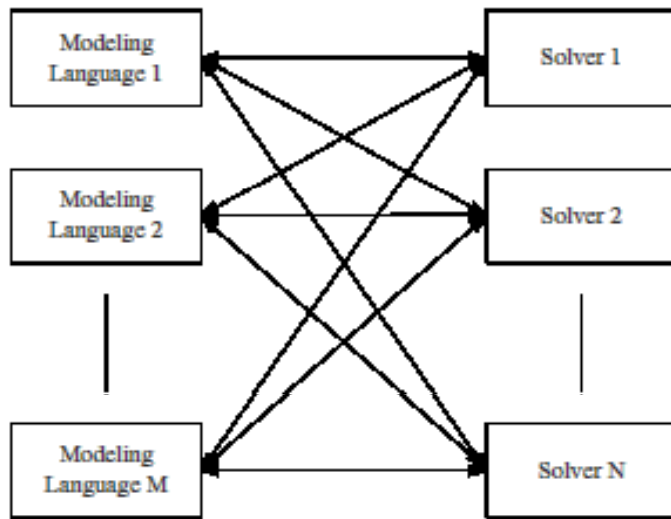 Modeling
Language 1
Solver 1
Modeling
Language 2
Solver 2
Modeling
Language M
Solver N